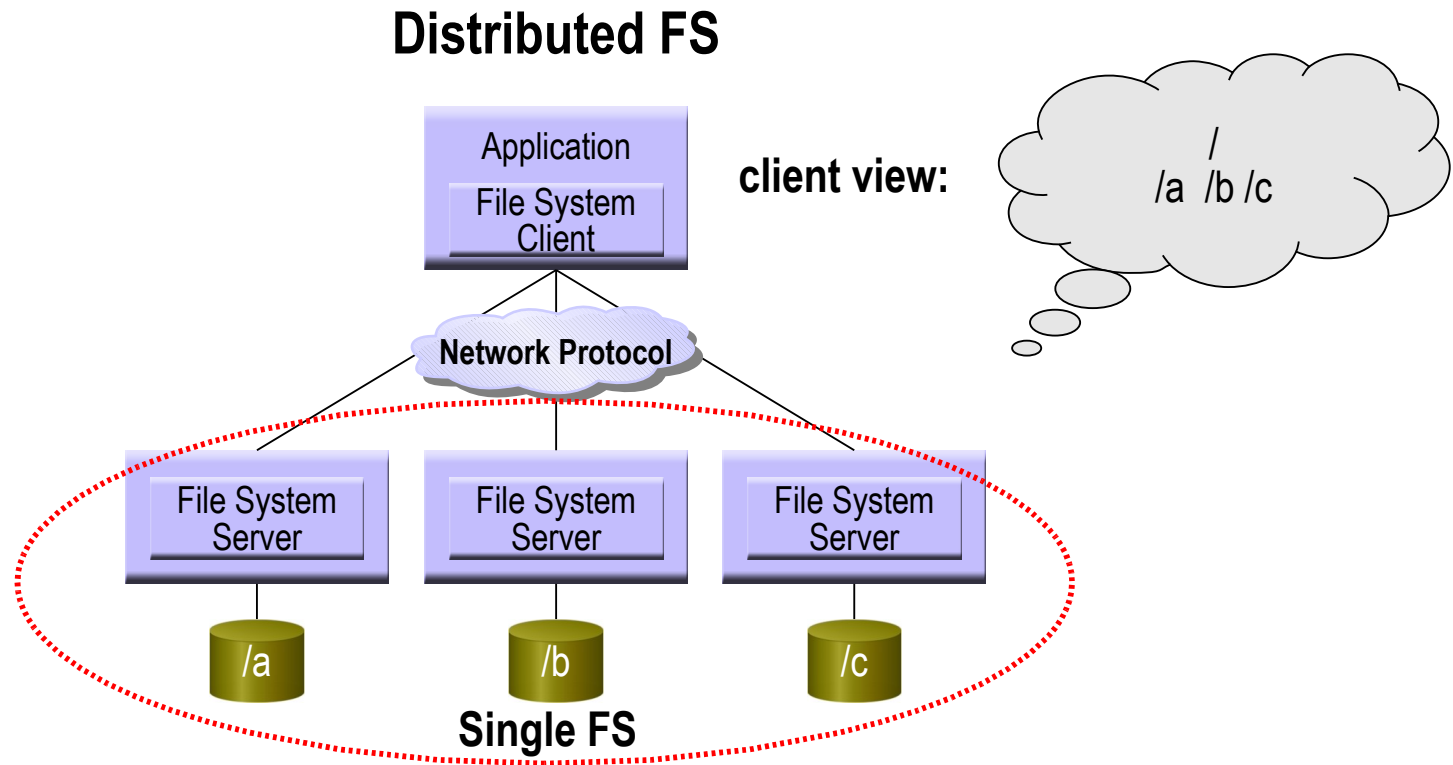 Distributed FS
Application
File System
Client
client view:
/
/a /b /c
Network Protocol
File System
Server
File System
Server
File System
Server
/a
/b
/c
Single FS